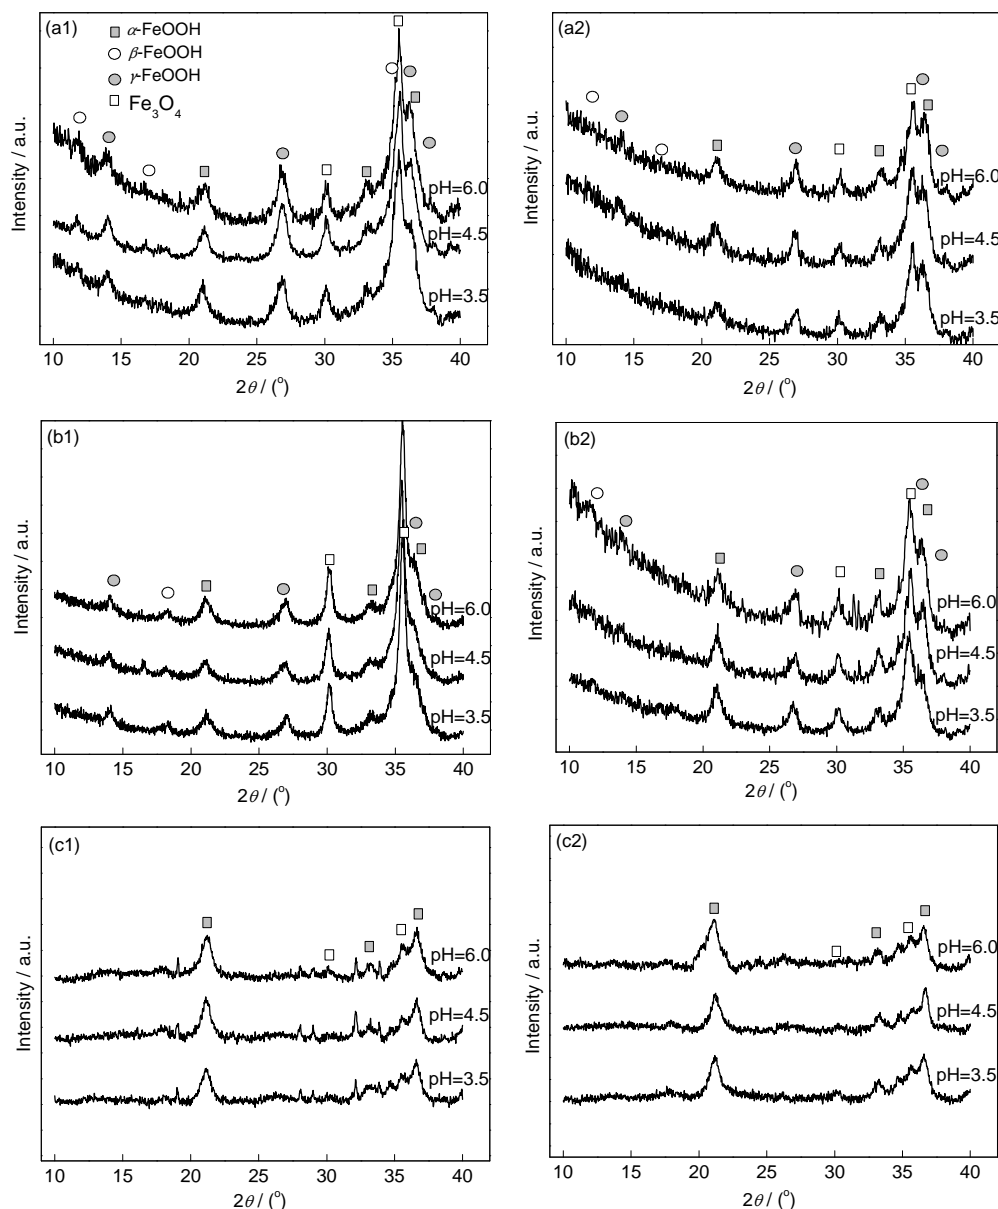 (a1)
α-FeOOH
β-FeOOH
γ-FeOOH
Fe3O4
pH=6.0
pH=4.5
pH=3.5
Intensity / a.u.
10 15 20 25 30 35 40
2θ / (o)
(a2)
pH=6.0
pH=4.5
pH=3.5
Intensity / a.u.
10 15 20 25 30 35 40
2θ / (o)
(b1)
pH=6.0
pH=4.5
pH=3.5
Intensity / a.u.
10 15 20 25 30 35 40
2θ / (o)
(b2)
pH=6.0
pH=4.5
pH=3.5
Intensity / a.u.
10 15 20 25 30 35 40
2θ / (o)
(c1)
pH=6.0
pH=4.5
pH=3.5
Intensity / a.u.
10 15 20 25 30 35 40
2θ / (o)
(c2)
pH=6.0
pH=4.5
pH=3.5
Intensity / a.u.
10 15 20 25 30 35 40
2θ / (o)